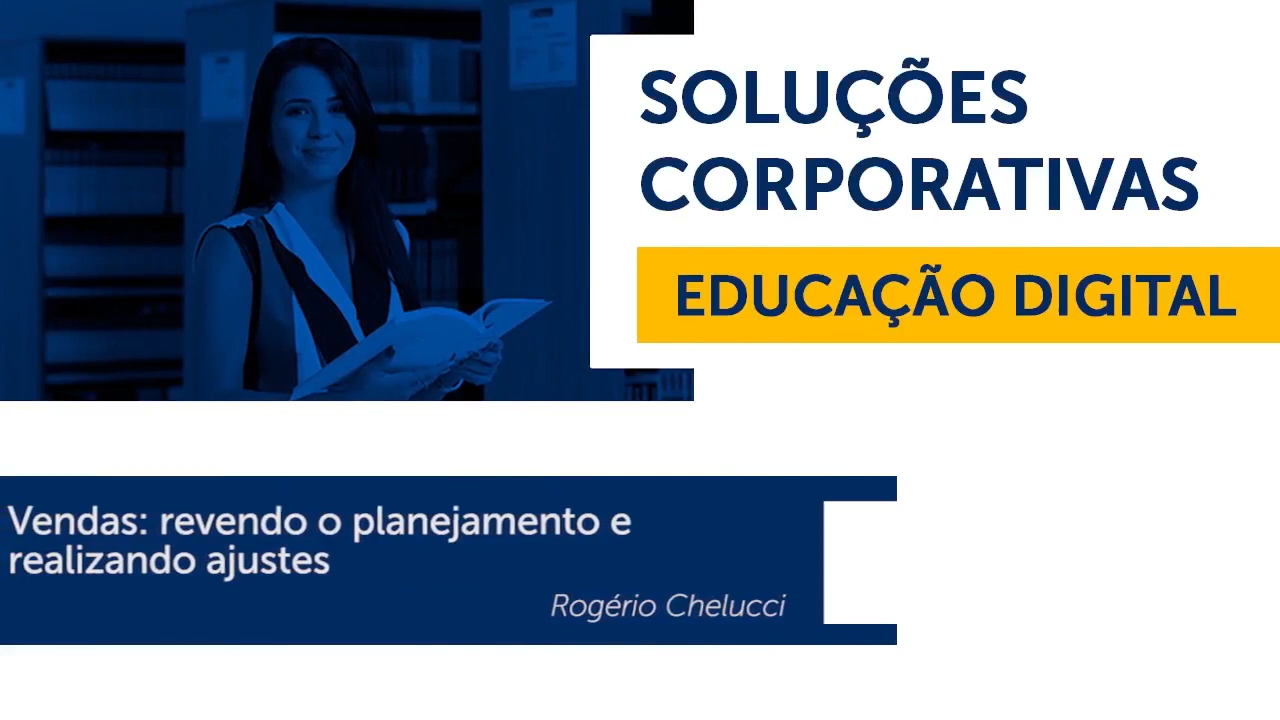 SOLUÇÕES
CORPORATIVAS
EDUCAÇÃO DIGITAL
Vendas: revendo o planejamento e
realizando ajustes
Rogério Chelucci